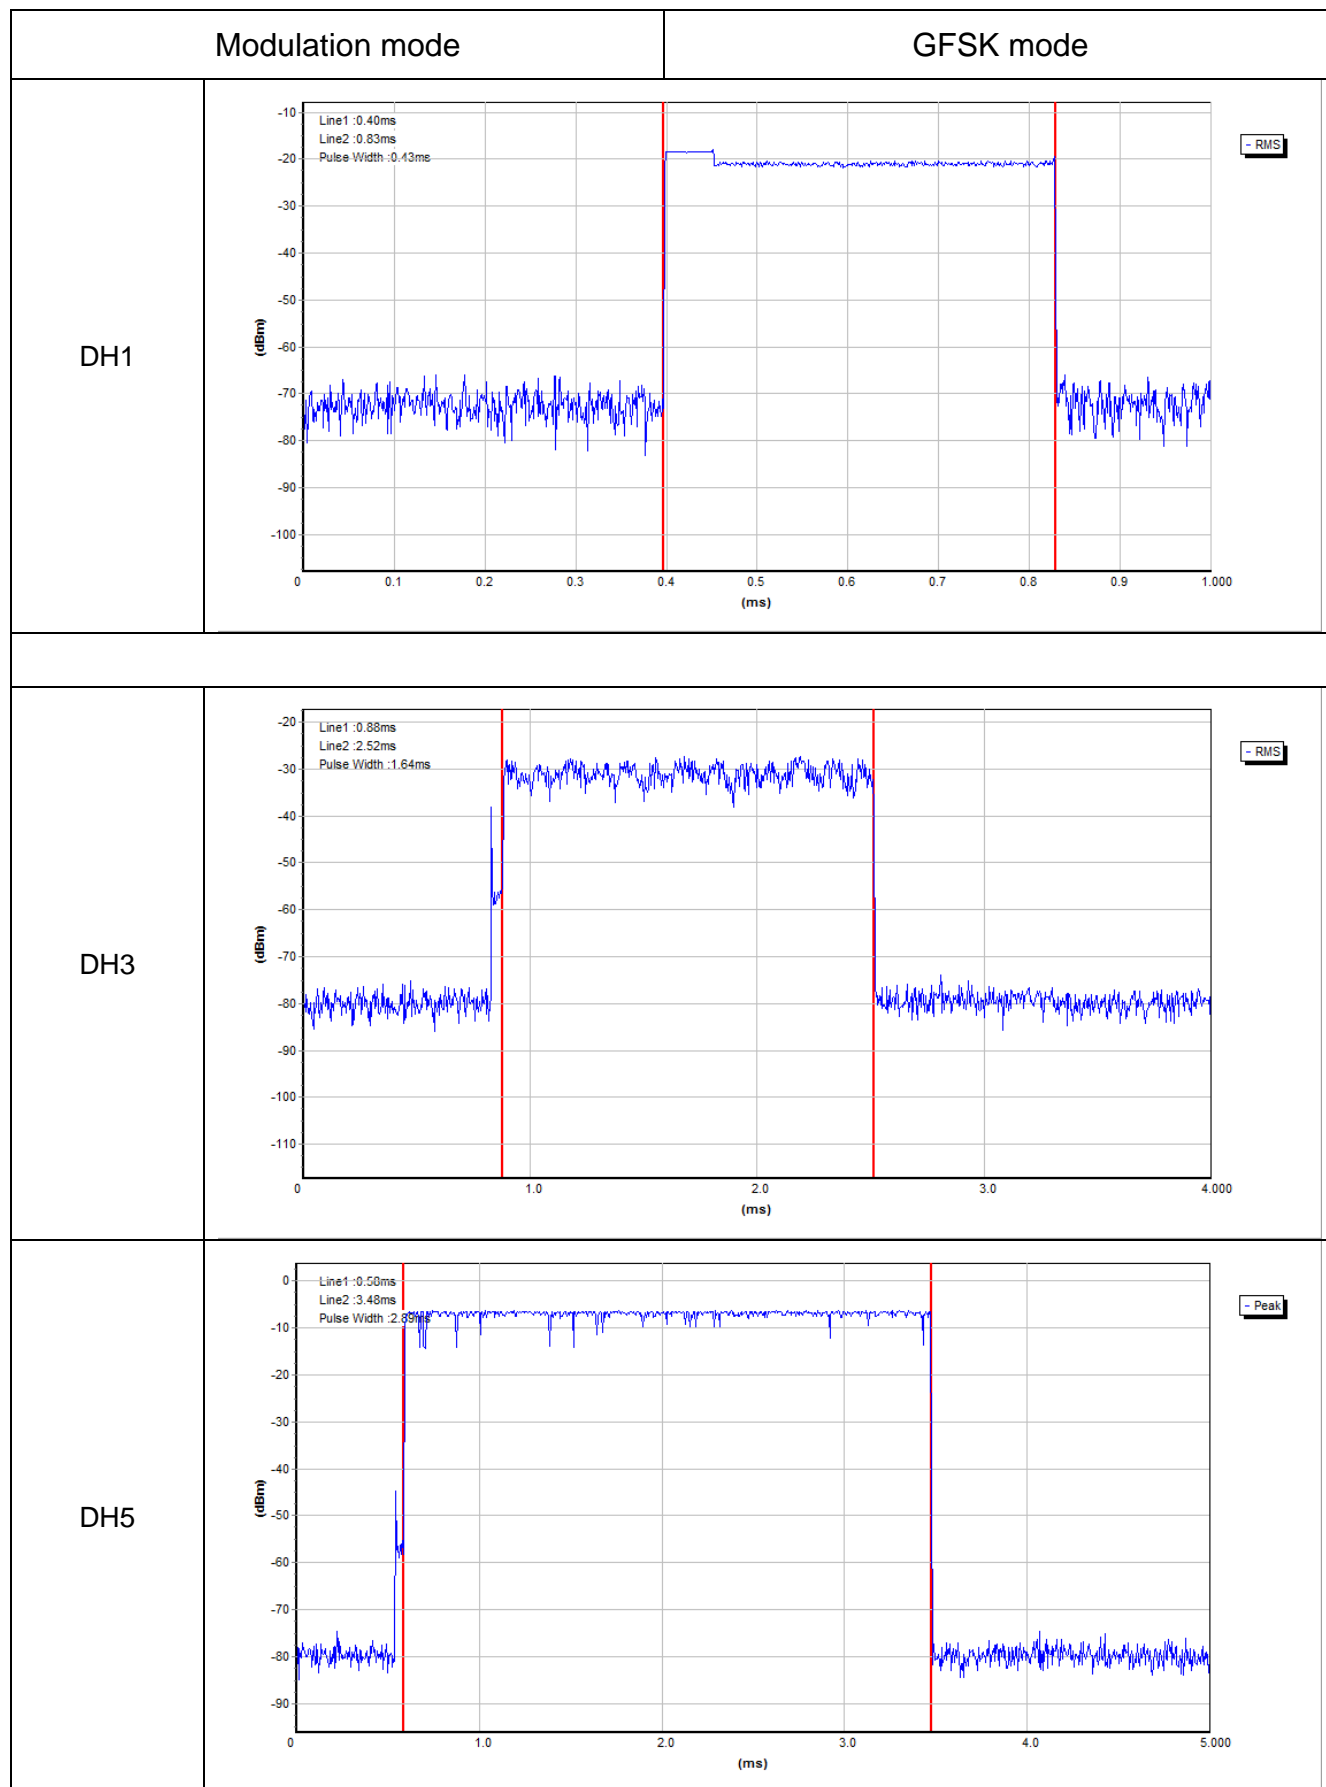 Modulation mode GFSK mode
DH1
Line1 :0.40ms
Line2 :0.83ms
Pulse Width :0.43ms
- RMS
-10
-20
-30
-40
-50
-60
-70
-80
-90
-100
(dBm)
0 0.1 0.2 0.3 0.4 0.5 0.6 0.7 0.8 0.9 1.000
(ms)
DH3
Line1 :0.88ms
Line2 :2.52ms
Pulse Width :1.64ms
- RMS
-20
-30
-40
-50
-60
-70
-80
-90
-100
-110
(dBm)
0 1.0 2.0 3.0 4.000
(ms)
DH5
Line1 :0.58ms
Line2 :3.48ms
Pulse Width :2.89ms
- Peak
0
-10
-20
-30
-40
-50
-60
-70
-80
-90
(dBm)
0 1.0 2.0 3.0 4.0 5.000
(ms)